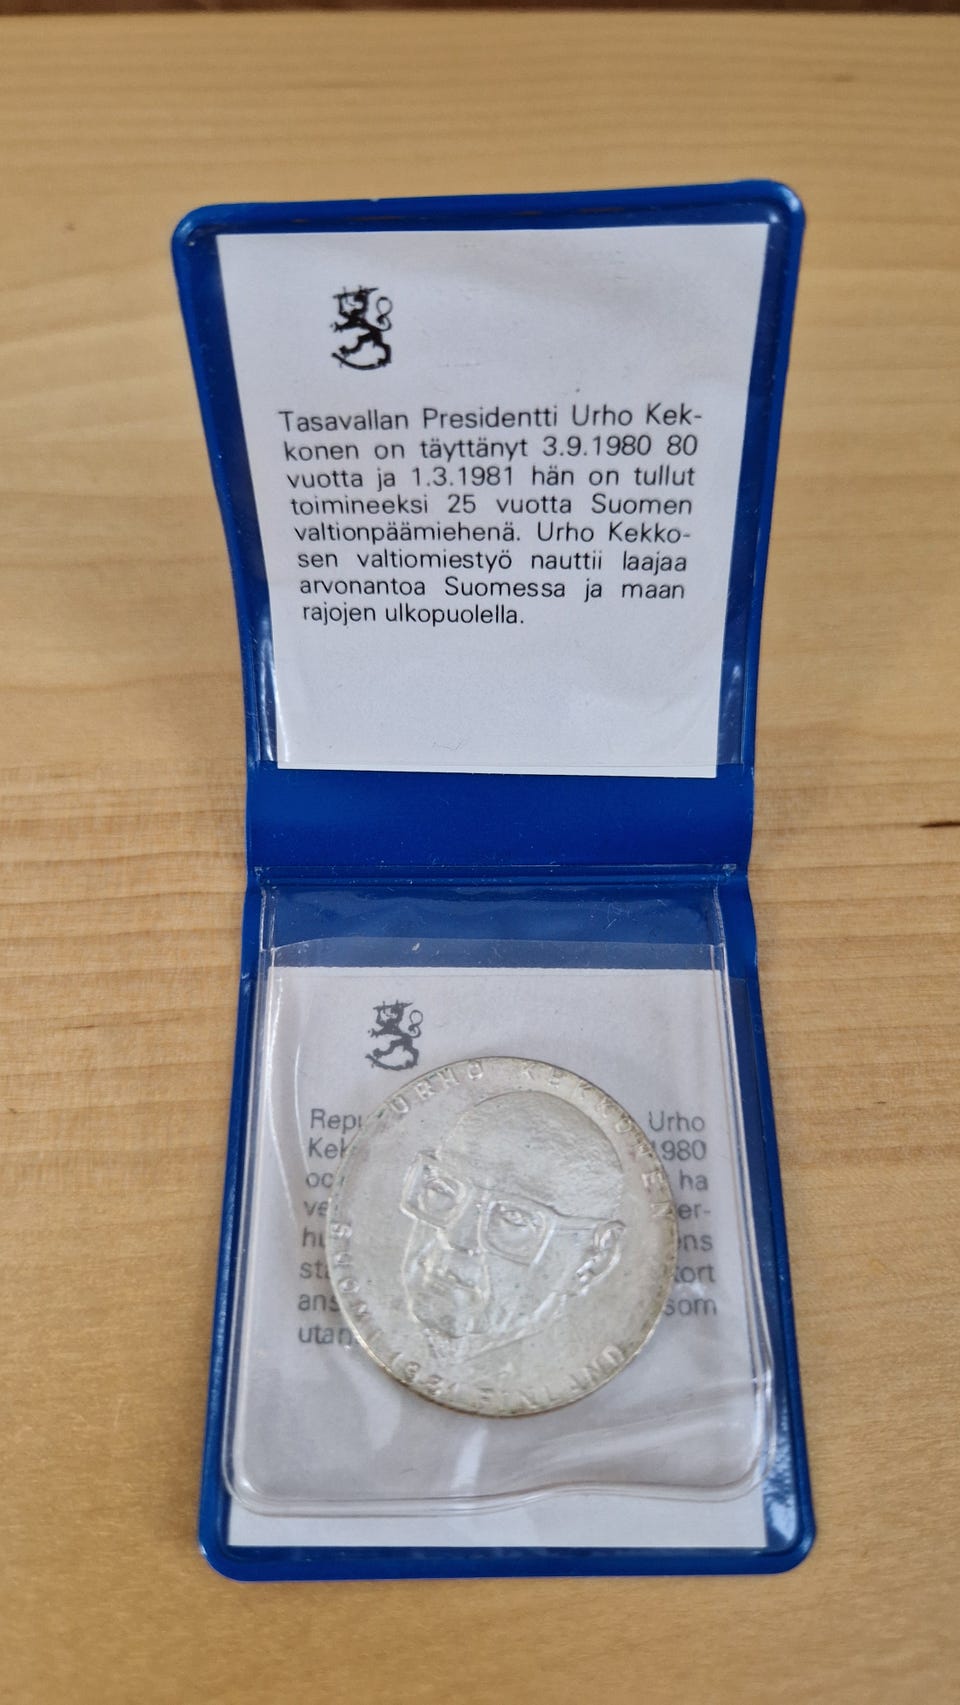 Tasavallan Presidentti Urho Kek-
konen on täyttänyt 3.9.1980 80
vuotta ja 1.3.1981 hän on tullut
toimineeksi 25 vuotta Suomen
valtionpäämiehenä. Urho Kekko-
sen valtiomiestyö nauttii laajaa
arvonantoa Suomessa ja maan
rajojen ulkopuolella.
URHO KEKKONEN
SUOMI 1981 FINLAND
Urho
1980
ha
som
utan